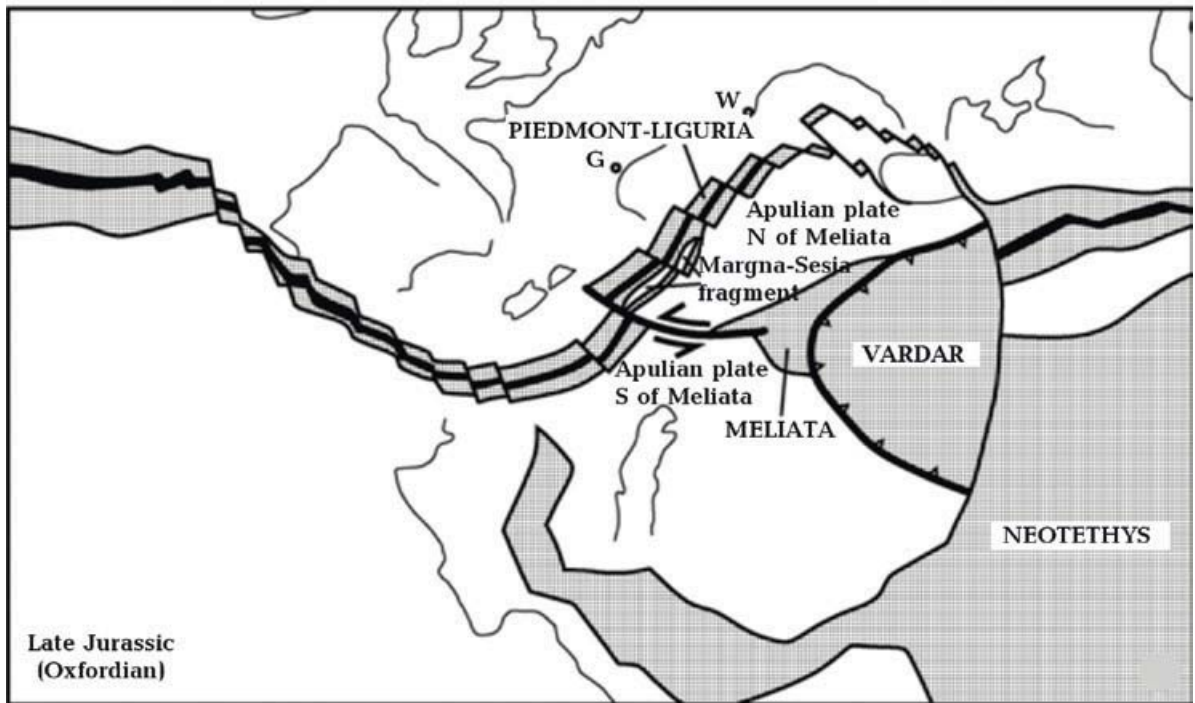 W
PIEDMONT-LIGURIA
G
Apulian plate
N of Meliata
Margna-Sesia
fragment
VARDAR
Apulian plate
S of Meliata
MELIATA
NEOTETHYS
Late Jurassic
(Oxfordian)